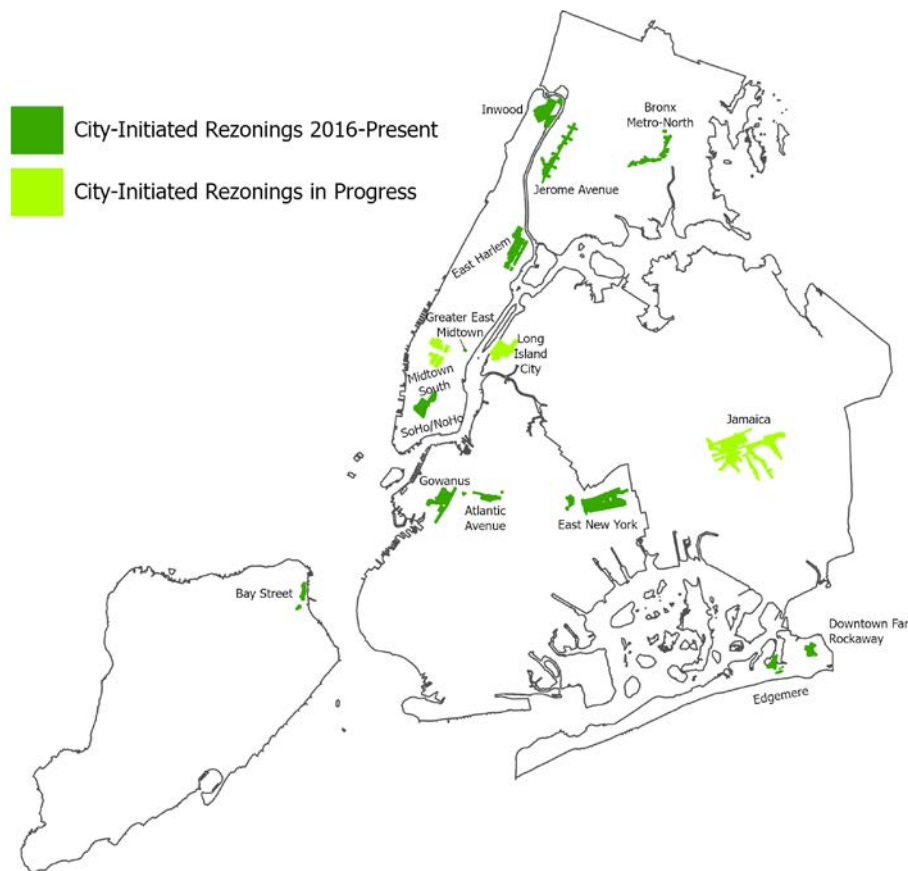 City-Initiated Rezonings 2016-Present
City-Initiated Rezonings in Progress
Inwood
Bronx
Metro-North
Jerome Avenue
East Harlem
Greater East
Midtown
Long
Island
City
Midtown
South
SoHo/NoHo
Jamaica
Gowanus
Atlantic
Avenue
East New York
Bay Street
Downtown Far
Rockaway
Edgemere